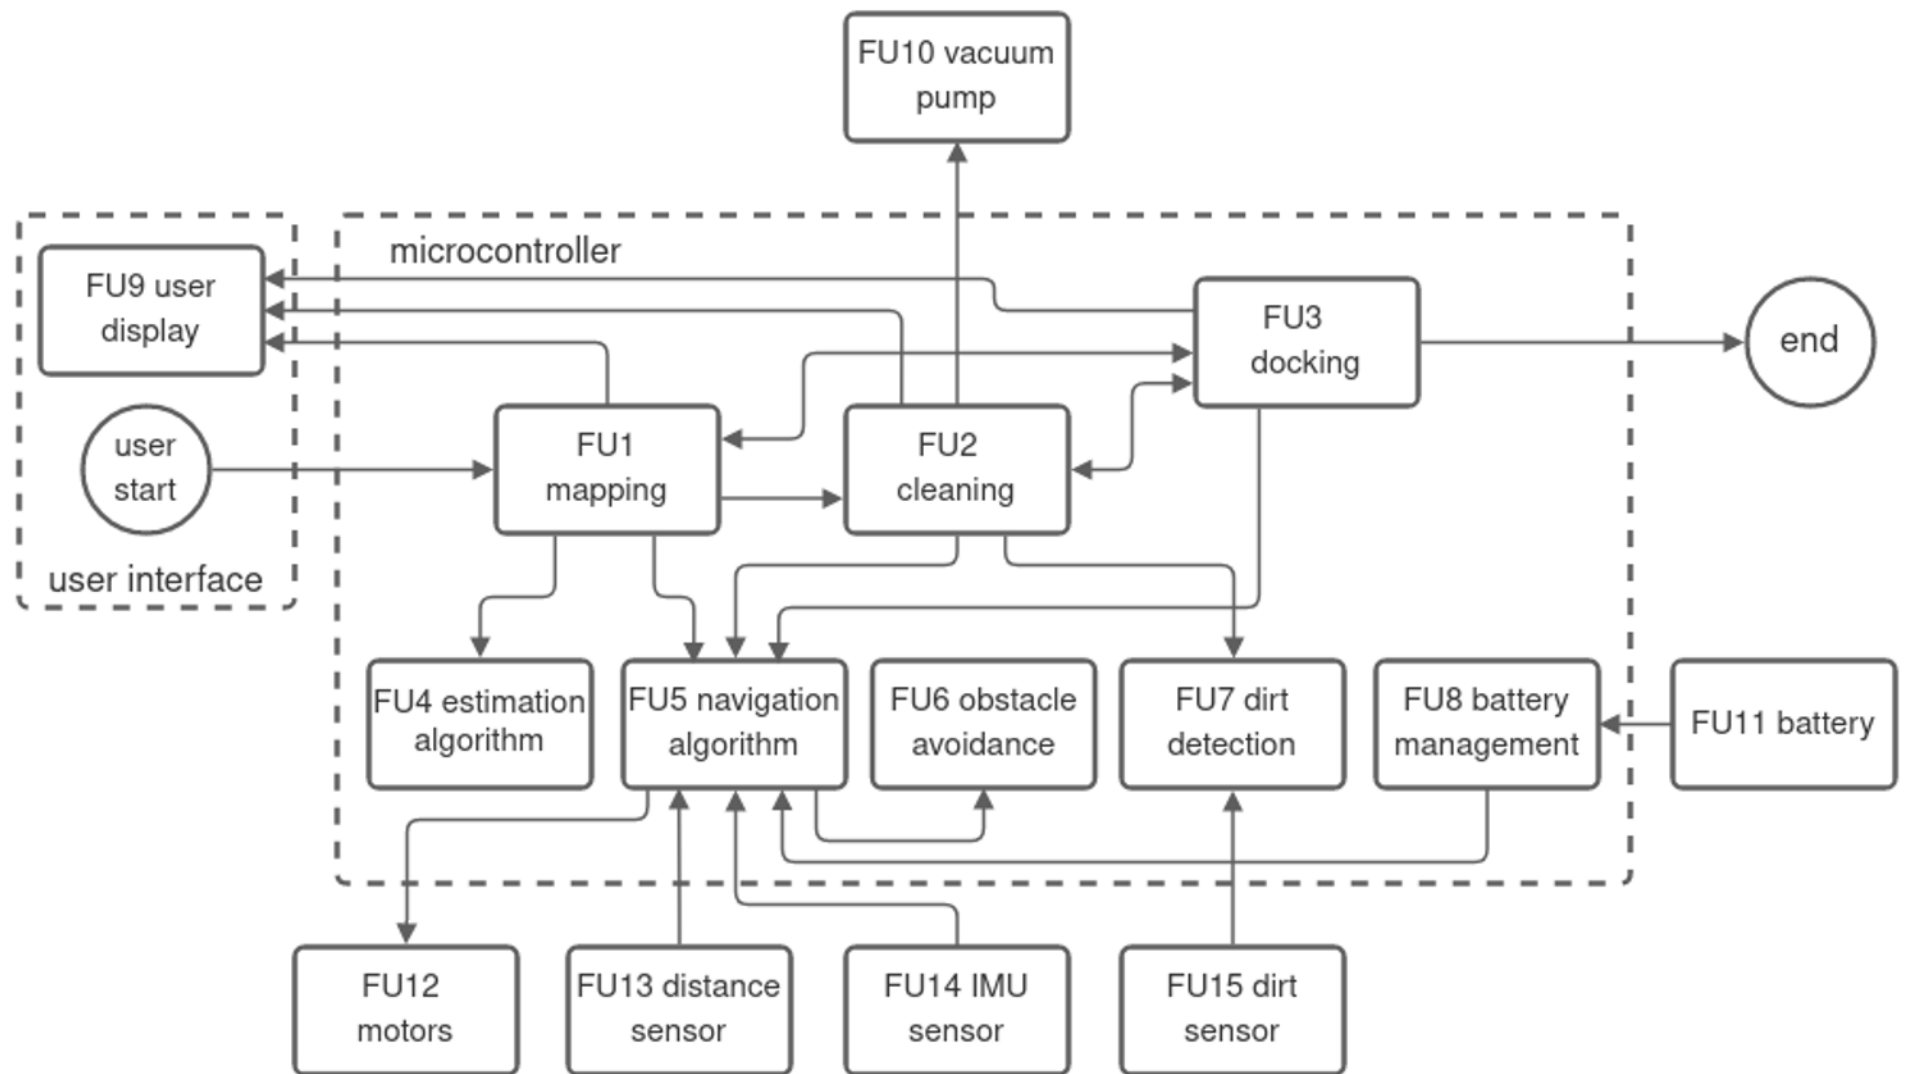 FU10 vacuum
pump
microcontroller
FU9 user
display
FU3
docking
end
user
start
FU1
mapping
FU2
cleaning
user interface
FU4 estimation
algorithm
FU5 navigation
algorithm
FU6 obstacle
avoidance
FU7 dirt
detection
FU8 battery
management
FU11 battery
FU12
motors
FU13 distance
sensor
FU14 IMU
sensor
FU15 dirt
sensor